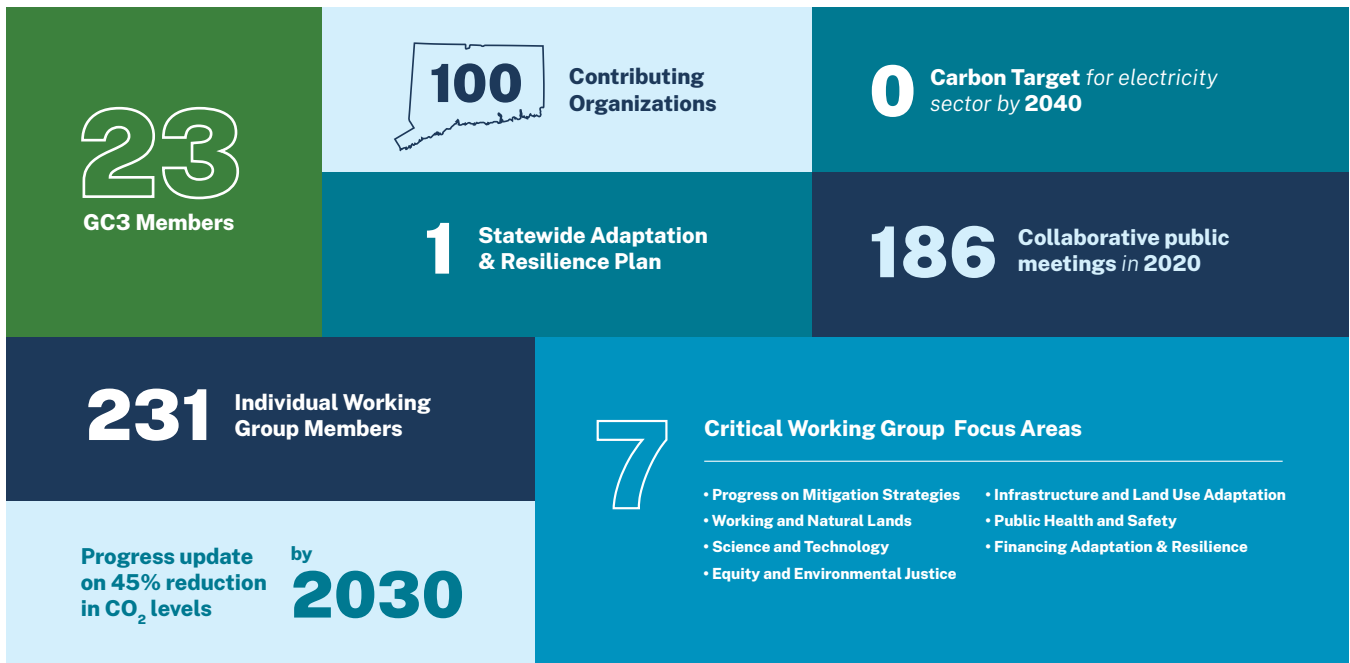 23
GC3 Members
100
Contributing
Organizations
0
Carbon Target for electricity
sector by 2040
1
Statewide Adaptation
& Resilience Plan
186
Collaborative public
meetings in 2020
231
Individual Working
Group Members
7
Critical Working Group Focus Areas
• Progress on Mitigation Strategies
• Working and Natural Lands
• Science and Technology
• Equity and Environmental Justice
• Infrastructure and Land Use Adaptation
• Public Health and Safety
• Financing Adaptation & Resilience
Progress update
on 45% reduction
in CO₂ levels
by
2030